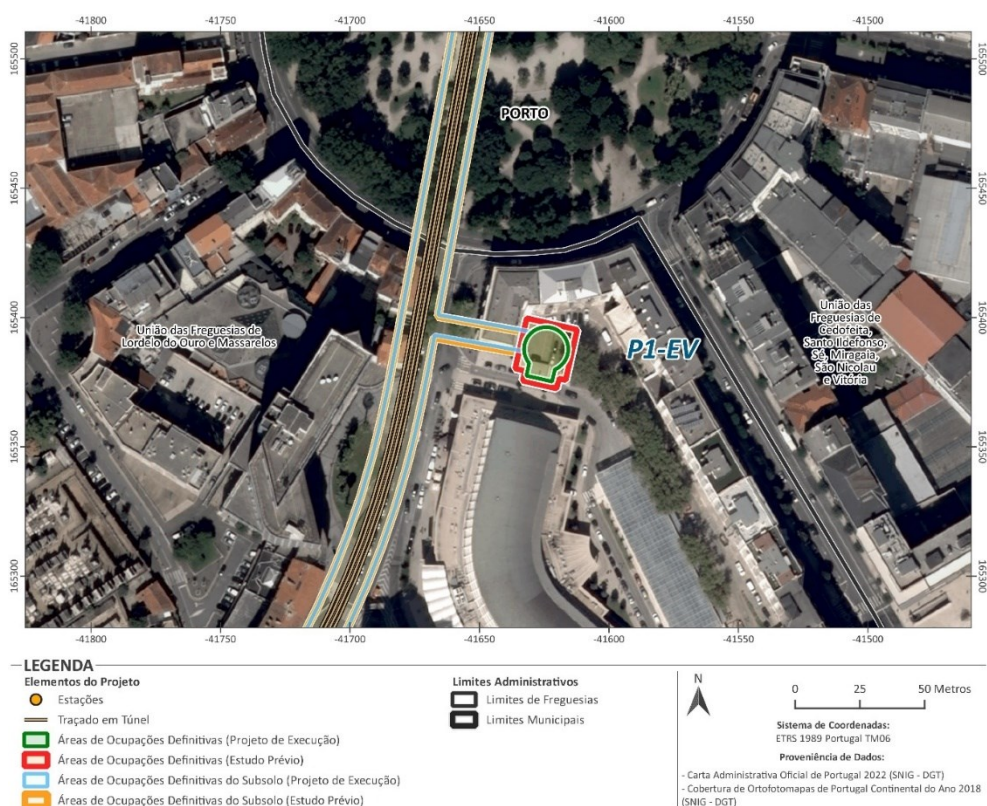 -41800 -41750 -41700 -41650 -41600 -41550 -41500
165500 165500
PORTO
165450 165450
165400 165400
União das Freguesias de
Lordelo do Ouro e Massarelos
P1-EV
União das
Freguesias de
Cedofeita,
Santo Ildefonso,
Sé, Miragaia,
São Nicolau
e Vitória
165350 165350
165300 165300
-41800 -41750 -41700 -41650 -41600 -41550 -41500
LEGENDA
Elementos do Projeto
Estações
Traçado em Túnel
Áreas de Ocupações Definitivas (Projeto de Execução)
Áreas de Ocupações Definitivas (Estudo Prévio)
Áreas de Ocupações Definitivas do Subsolo (Projeto de Execução)
Áreas de Ocupações Definitivas do Subsolo (Estudo Prévio)
Limites Administrativos
Limites de Freguesias
Limites Municipais
N
0 25 50 Metros
Sistema de Coordenadas:
ETRS 1989 Portugal TM06
Proveniência de Dados:
- Carta Administrativa Oficial de Portugal 2022 (SNIG - DGT)
- Cobertura de Ortofotomapas de Portugal Continental do Ano 2018
(SNIG - DGT)